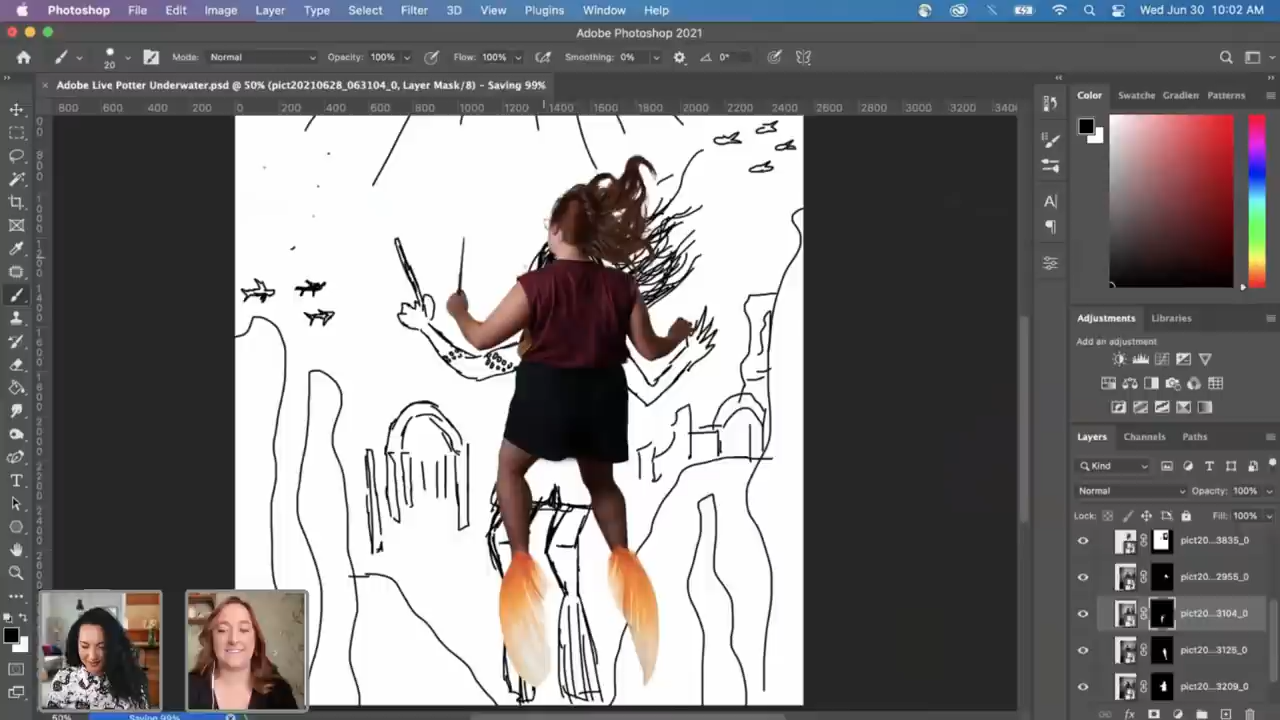 Photoshop File Edit Image Layer Type Select Filter 3D View Plugins Window Help Wed Jun 30 10:02 AM
Adobe Photoshop 2021
20 Mode: Normal Opacity: 100% Flow: 100% Smoothing: 0% 0°
Adobe Live Potter Underwater.psd @ 50% (pict20210628_063104_0, Layer Mask/8) - Saving 99%
800 600 400 200 0 200 400 600 800 1000 1200 1400 1600 1800 2000 2200 2400 2600 2800 3000 3200 340
Color Swatche Gradien Patterns
Adjustments Libraries
Add an adjustment
Layers Channels Paths
Kind
Normal Opacity: 100%
Lock: Fill: 100%
pict20...3835_0
pict20...2955_0
pict20...3104_0
pict20...3125_0
pict20...3209_0
50% Saving 99%